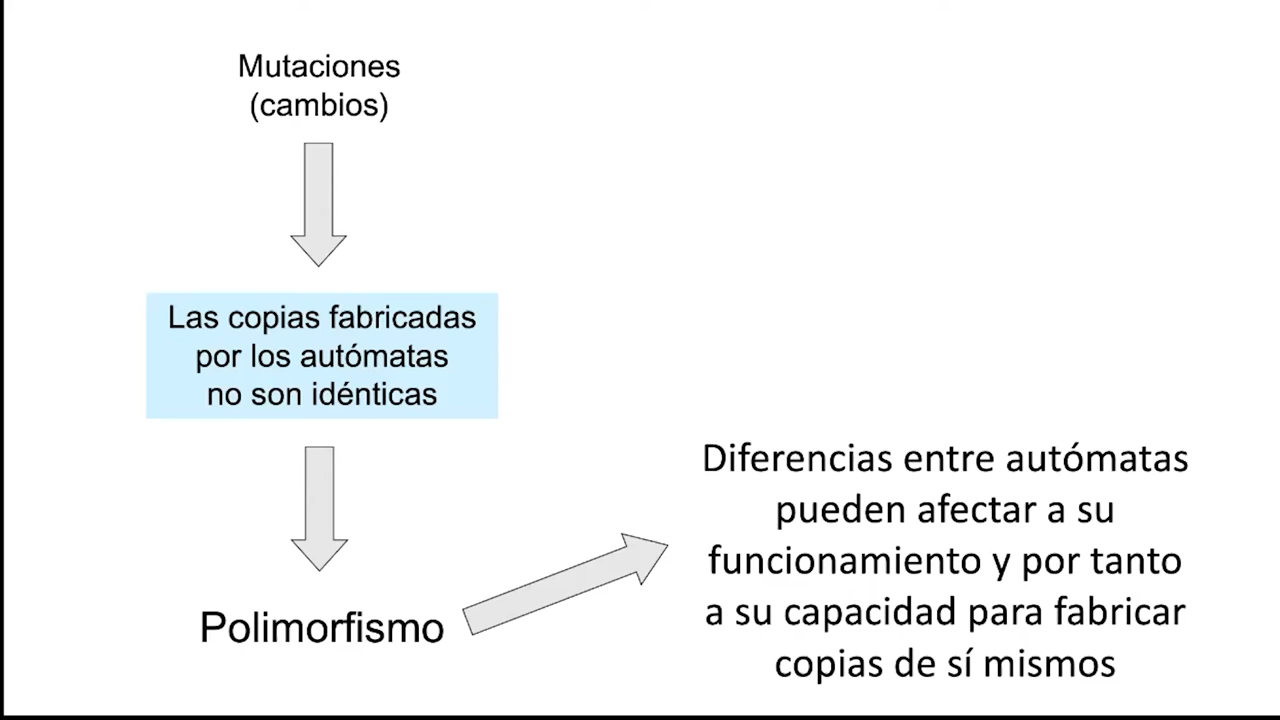 Mutaciones
(cambios)
Las copias fabricadas
por los autómatas
no son idénticas
Polimorfismo
Diferencias entre autómatas
pueden afectar a su
funcionamiento y por tanto
a su capacidad para fabricar
copias de sí mismos